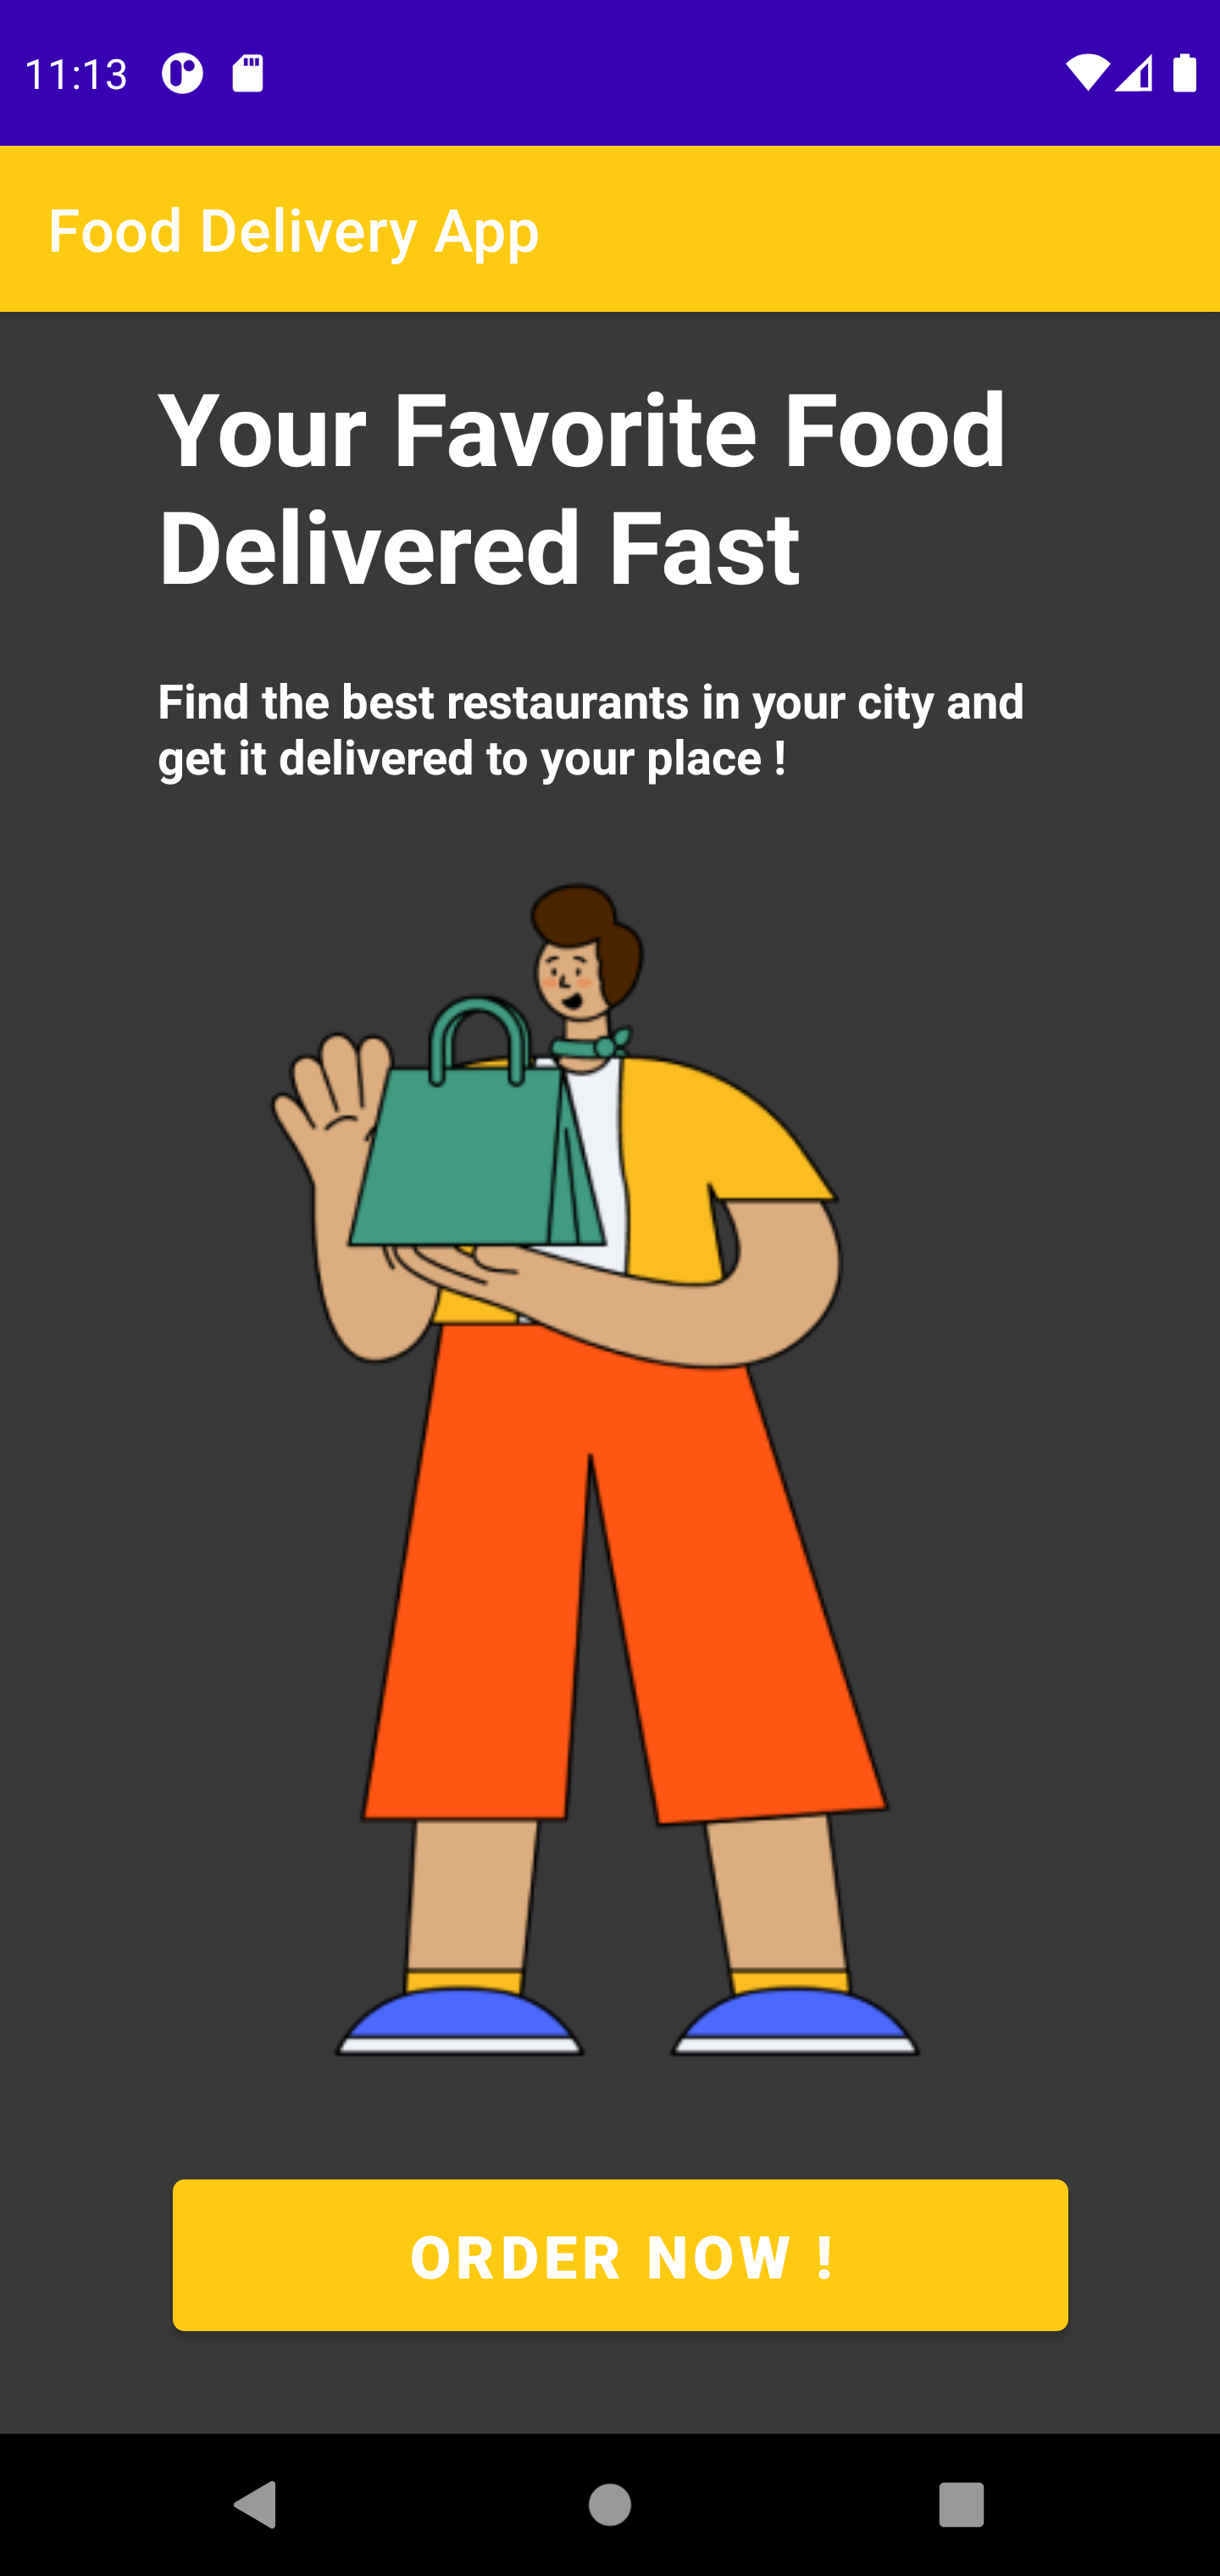 11:13
Food Delivery App
Your Favorite Food
Delivered Fast
Find the best restaurants in your city and
get it delivered to your place !
ORDER NOW !